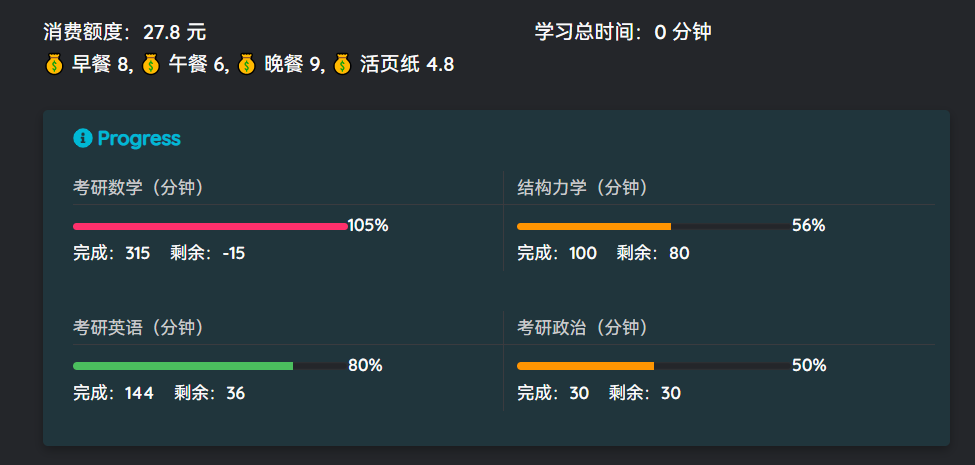 消费额度：27.8 元
学习总时间：0 分钟
💰 早餐 8, 💰 午餐 6, 💰 晚餐 9, 💰 活页纸 4.8
Progress
考研数学（分钟）
105%
完成：315 剩余：-15
结构力学（分钟）
56%
完成：100 剩余：80
考研英语（分钟）
80%
完成：144 剩余：36
考研政治（分钟）
50%
完成：30 剩余：30